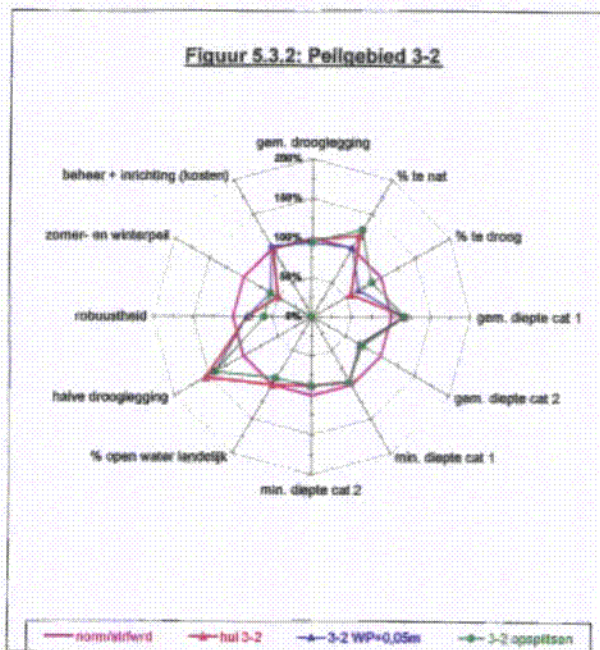 Figuur 5.3.2: Peilgebied 3-2
gem. drooglegging
200%
beheer + inrichting (kosten)
% te nat
150%
zomer- en winterpeil
100%
% te droog
50%
robuustheid
0%
gem. diepte cat 1
halve drooglegging
gem. diepte cat 2
% open water landelijk
min. diepte cat 1
min. diepte cat 2
norm/strfwrd
hui 3-2
3-2 WP+0,05m
3-2 opsplitsen